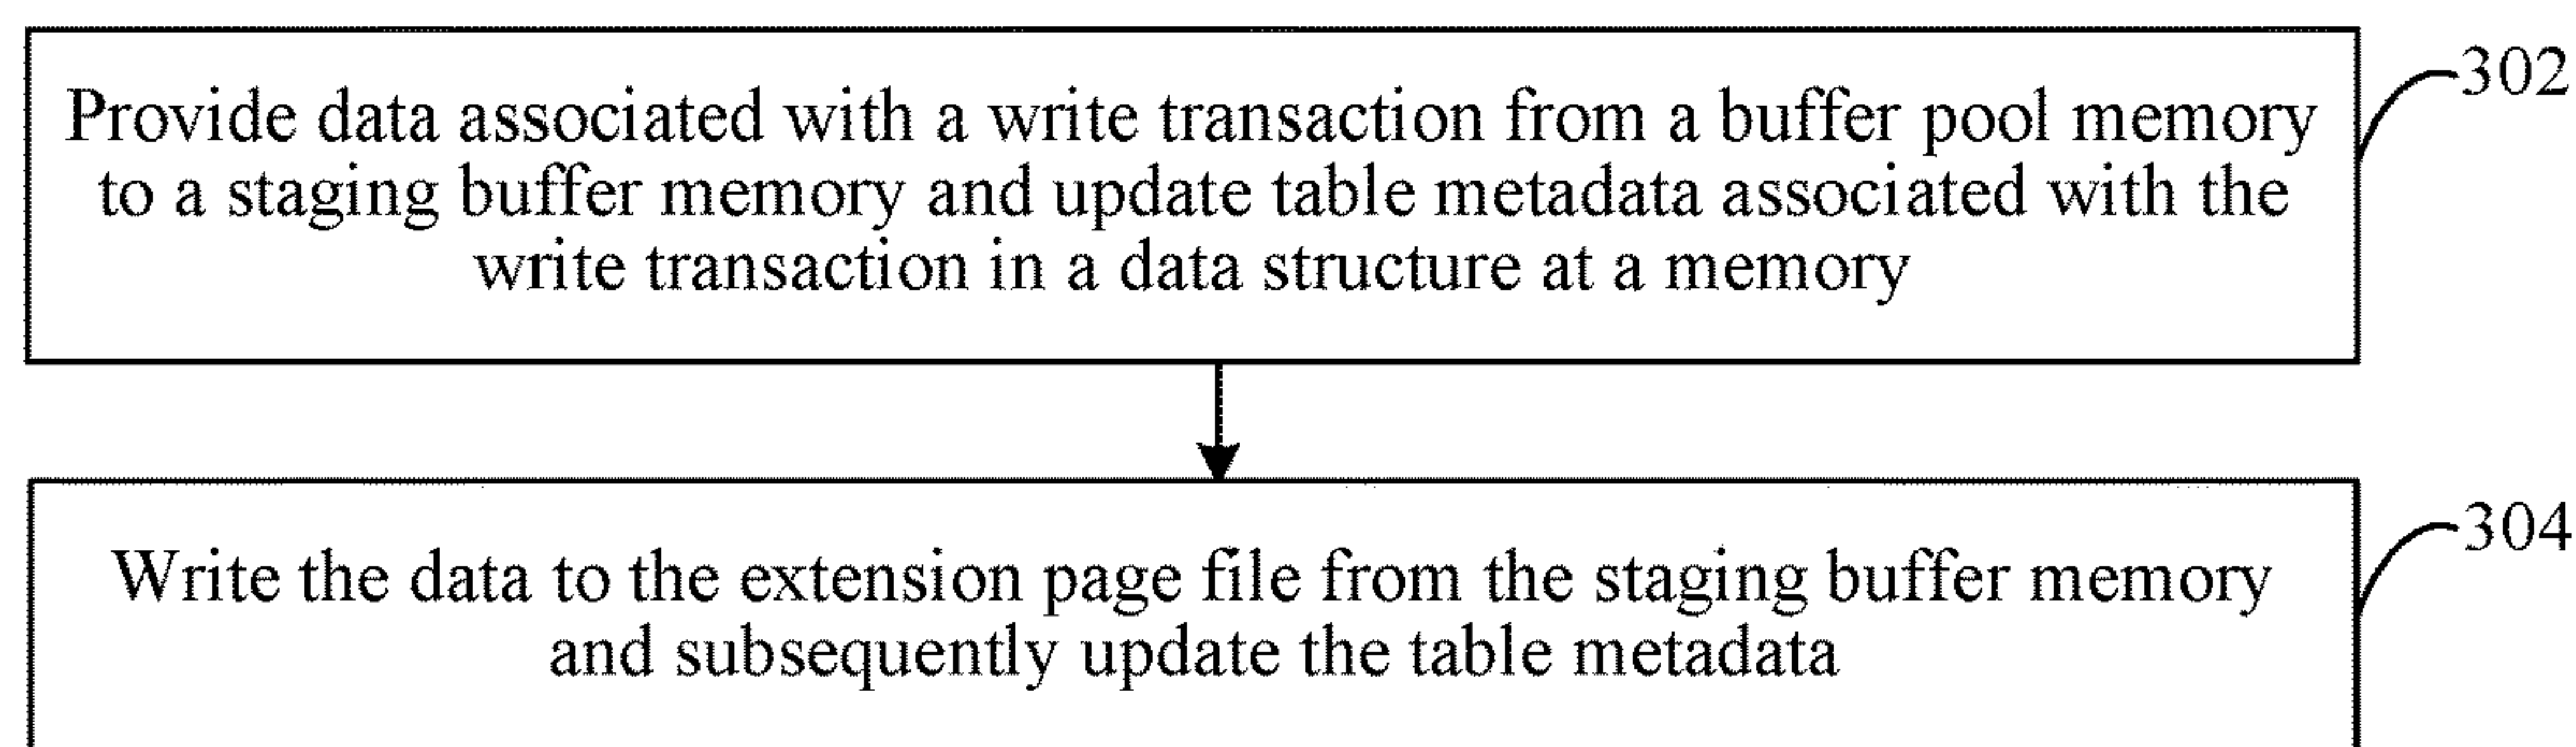 302
Provide data associated with a write transaction from a buffer pool memory
to a staging buffer memory and update table metadata associated with the
write transaction in a data structure at a memory
304
Write the data to the extension page file from the staging buffer memory
and subsequently update the table metadata